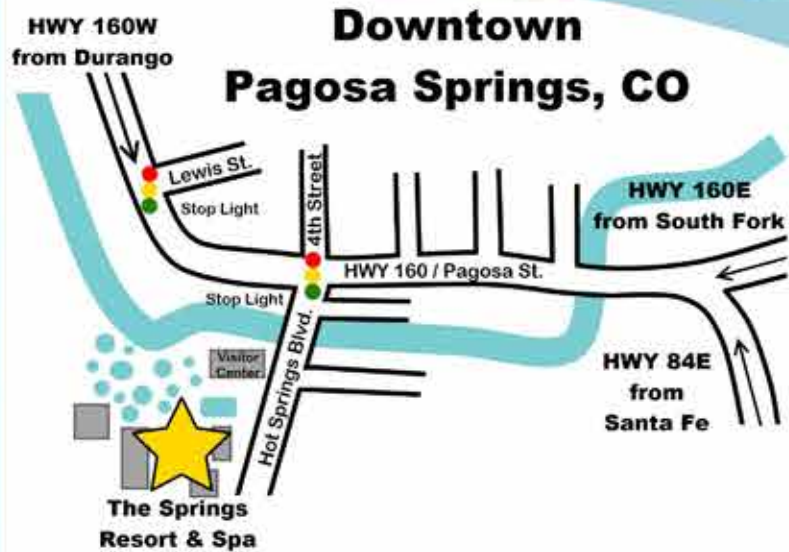 Downtown
Pagosa Springs, CO
HWY 160W
from Durango
Lewis St.
Stop Light
4th Street
HWY 160E
from South Fork
HWY 160 / Pagosa St.
Stop Light
Hot Springs Blvd.
Visitor
Center
HWY 84E
from
Santa Fe
The Springs
Resort & Spa